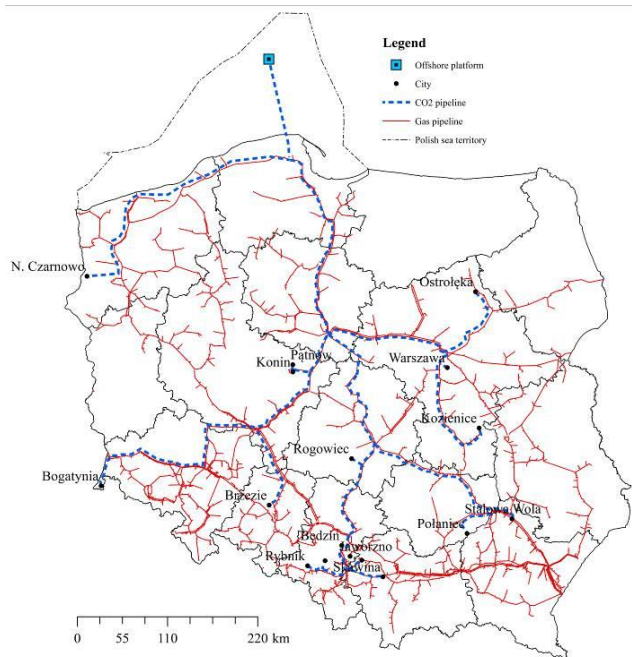 Legend
Offshore platform
City
CO2 pipeline
Gas pipeline
Polish sea territory
N. Czarnowo
Ostrołęka
Pątnów
Konin
Warszawa
Kozienice
Rogowiec
Bogatynia
Brzezie
Stalowa Wola
Połaniec
Będzin
Jaworzno
Rybnik
Skawina
0 55 110 220 km